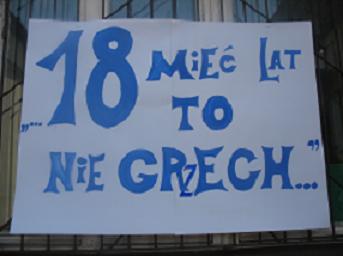 „...18 MIEĆ LAT
TO
NIE GRZECH..."